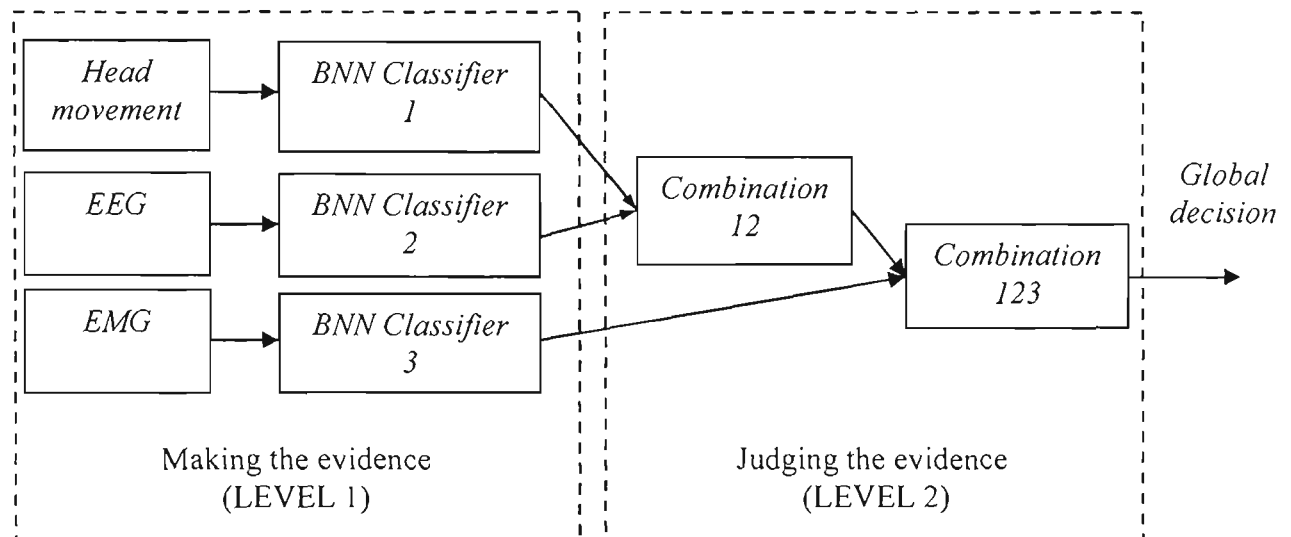 Head
movement
BNN Classifier
1
EEG
BNN Classifier
2
EMG
BNN Classifier
3
Making the evidence
(LEVEL 1)
Combination
12
Combination
123
Judging the evidence
(LEVEL 2)
Global
decision